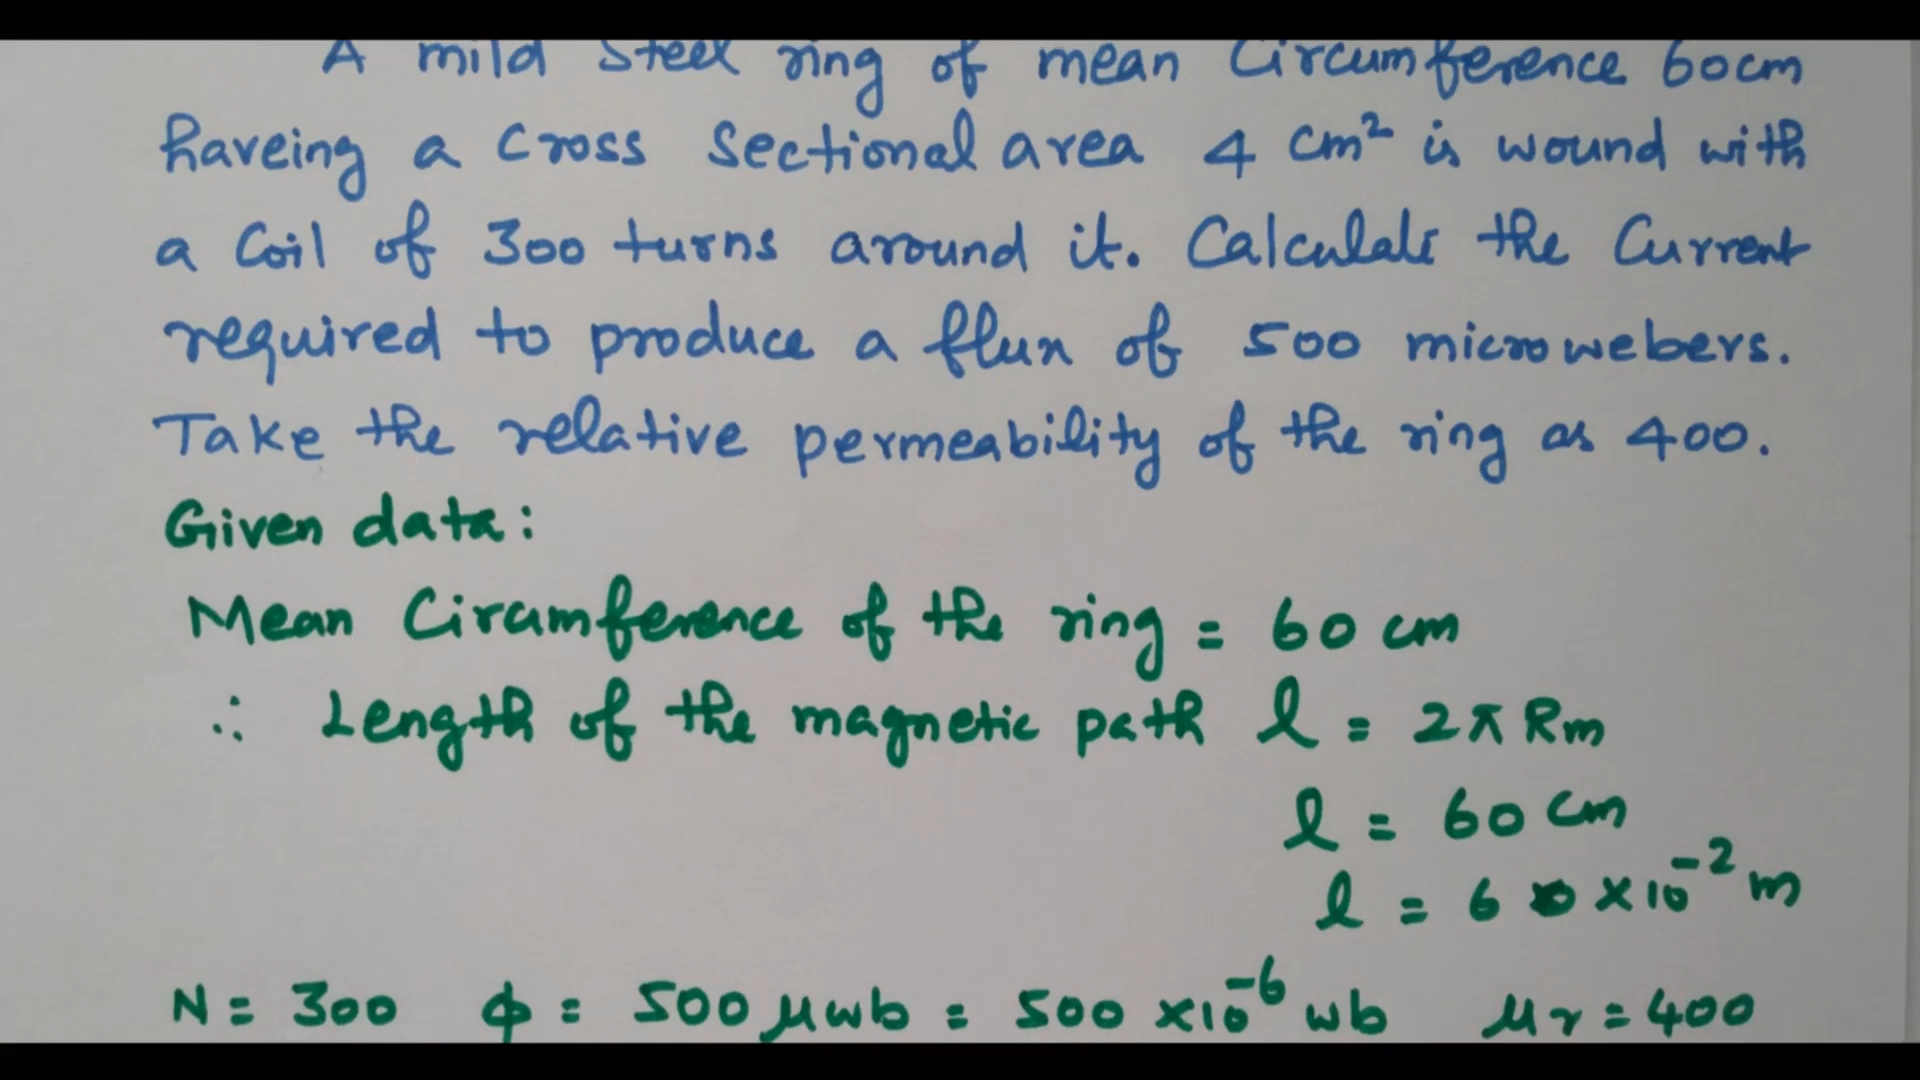 A mild Steel ring of mean Circumference 60cm
haveing a Cross Sectional area 4 cm² is wound with
a Coil of 300 turns around it. Calculate the Current
required to produce a flux of 500 microwebers.
Take the relative permeability of the ring as 400.
Given data:
Mean Circumference of the ring = 60 cm
∴ Length of the magnetic path l = 2π Rm
l = 60 cm
l = 60 ×10⁻² m
N = 300 φ = 500 μwb = 500 ×10⁻⁶ wb μr = 400